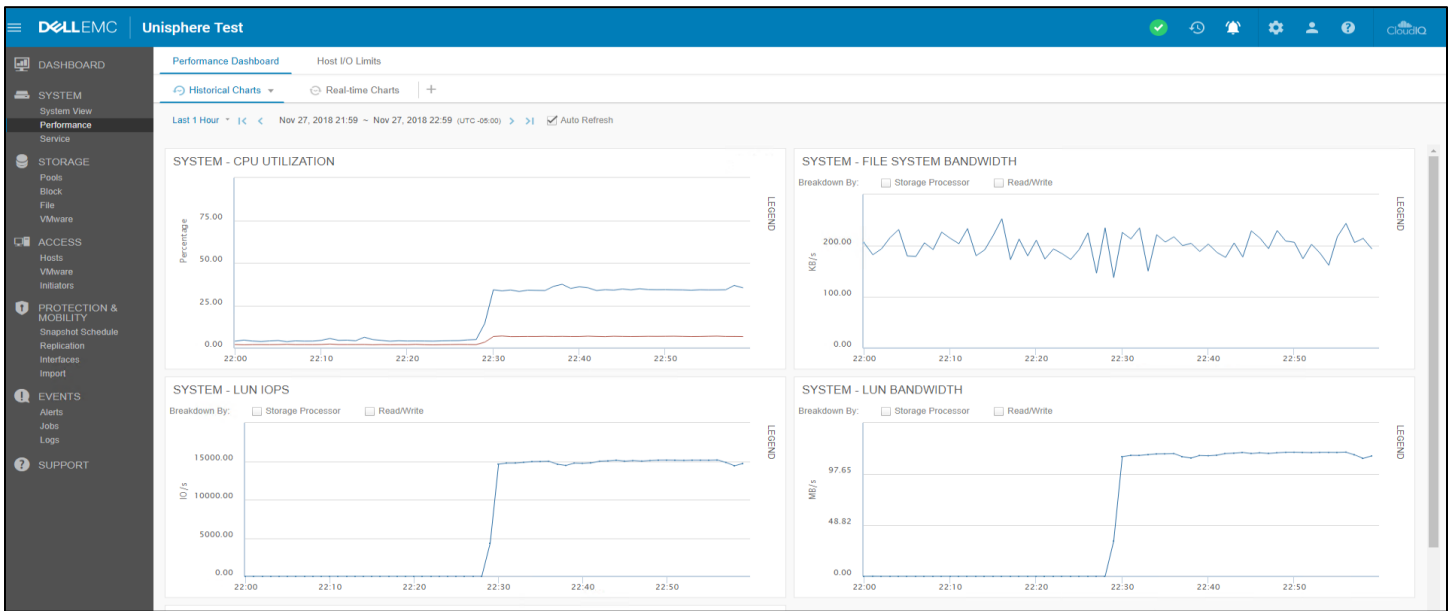 DELLEMC Unisphere Test CloudIQ
DASHBOARD
SYSTEM
System View
Performance
Service
STORAGE
Pools
Block
File
VMware
ACCESS
Hosts
VMware
Initiators
PROTECTION &
MOBILITY
Snapshot Schedule
Replication
Interfaces
Import
EVENTS
Alerts
Jobs
Logs
SUPPORT
Performance Dashboard Host I/O Limits
Historical Charts Real-time Charts +
Last 1 Hour Nov 27, 2018 21:59 ~ Nov 27, 2018 22:59 (UTC -05:00) Auto Refresh
SYSTEM - CPU UTILIZATION
LEGEND
Percentage
75.00
50.00
25.00
0.00
22:00 22:10 22:20 22:30 22:40 22:50
SYSTEM - FILE SYSTEM BANDWIDTH
Breakdown By: Storage Processor Read/Write
LEGEND
KB/s
200.00
100.00
0.00
22:00 22:10 22:20 22:30 22:40 22:50
SYSTEM - LUN IOPS
Breakdown By: Storage Processor Read/Write
LEGEND
IO/s
15000.00
10000.00
5000.00
0.00
22:00 22:10 22:20 22:30 22:40 22:50
SYSTEM - LUN BANDWIDTH
Breakdown By: Storage Processor Read/Write
LEGEND
MB/s
97.65
48.82
0.00
22:00 22:10 22:20 22:30 22:40 22:50